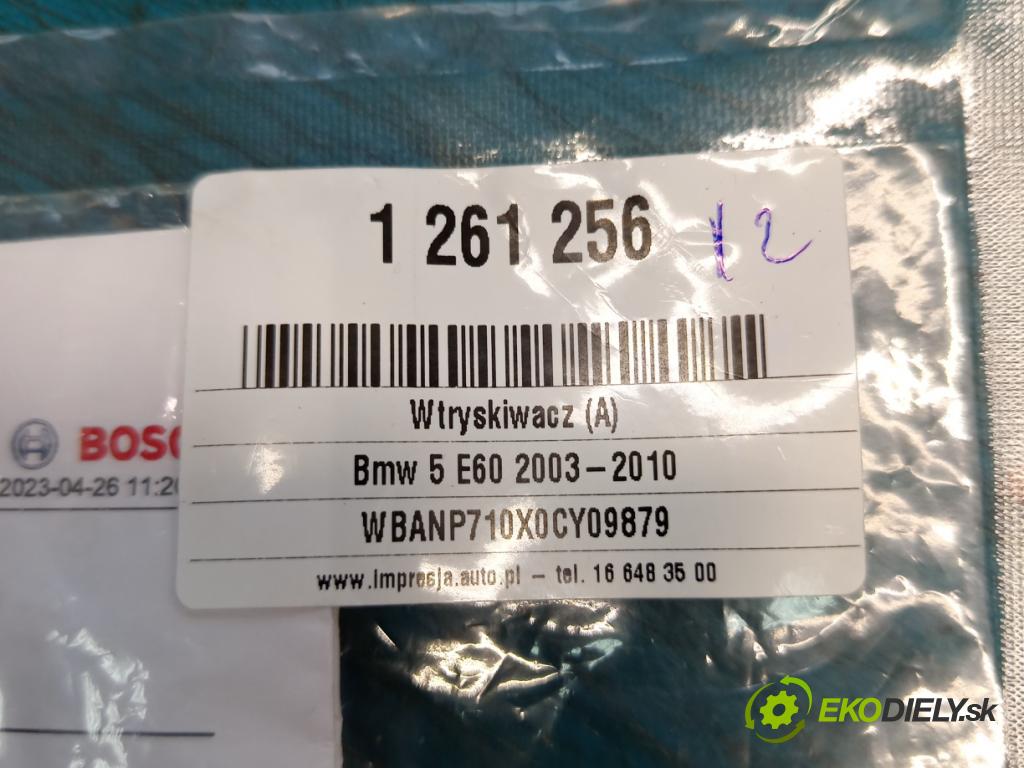 1 261 256
12
Wtryskiwacz (A)
Bmw 5 E60 2003-2010
WBANP710X0CY09879
www.impresja.auto.pl - tel. 16 648 35 00
BOSC
2023-04-26 11:20
EKODIELY.sk